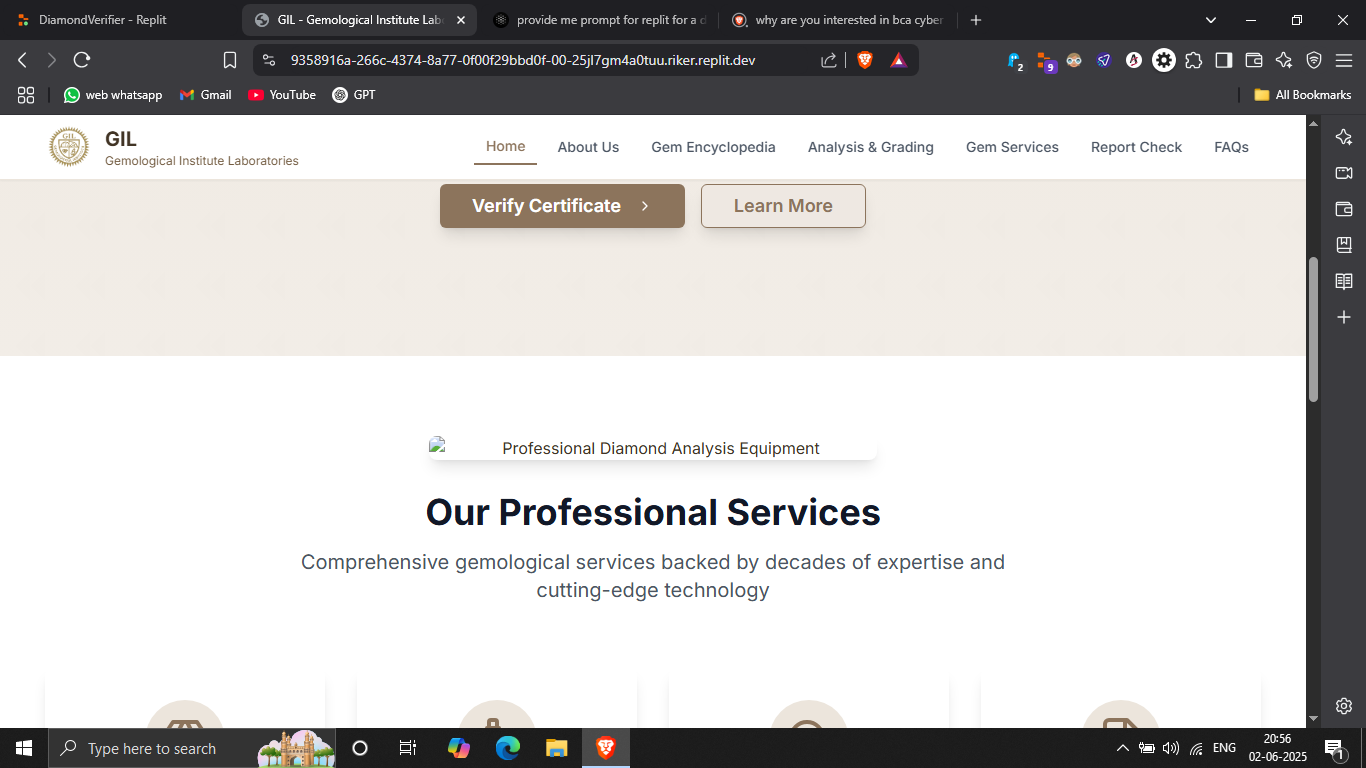 DiamondVerifier - Replit
GIL - Gemological Institute Lab
provide me prompt for replit for a d
why are you interested in bca cyber
9358916a-266c-4374-8a77-0f00f29bbd0f-00-25jl7gm4a0tuu.riker.replit.dev
2
9
web whatsapp
Gmail
YouTube
GPT
All Bookmarks
GIL
Gemological Institute Laboratories
Home
About Us
Gem Encyclopedia
Analysis & Grading
Gem Services
Report Check
FAQs
Verify Certificate
Learn More
Professional Diamond Analysis Equipment
Our Professional Services
Comprehensive gemological services backed by decades of expertise and
cutting-edge technology
Type here to search
ENG
20:56
02-06-2025
1